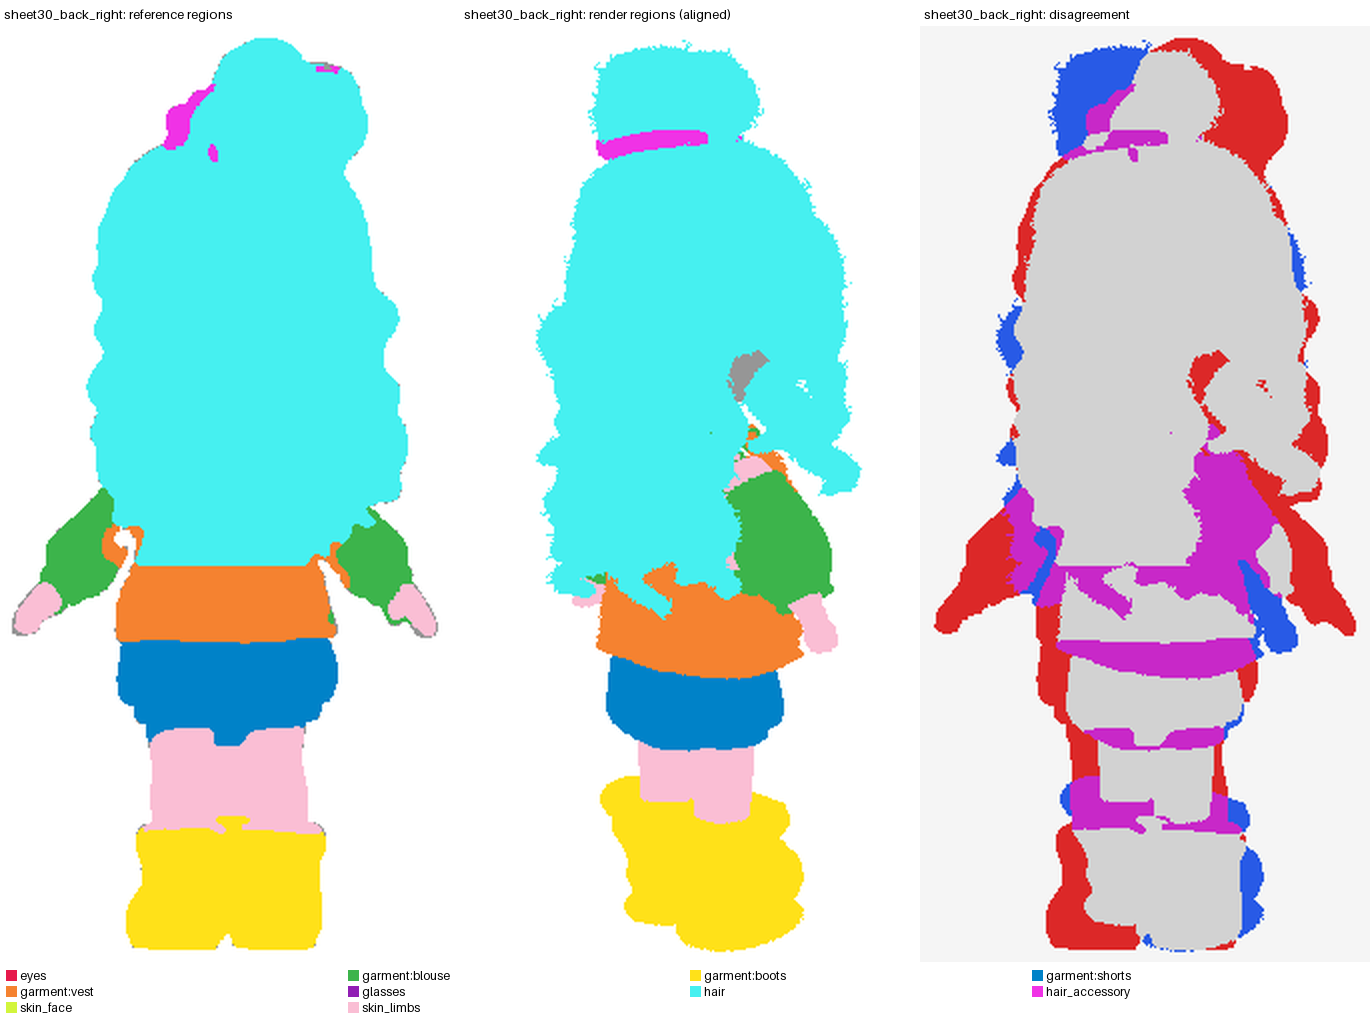 sheet30_back_right: reference regions
sheet30_back_right: render regions (aligned)
sheet30_back_right: disagreement
eyes
garment:blouse
garment:boots
garment:shorts
garment:vest
glasses
hair
hair_accessory
skin_face
skin_limbs